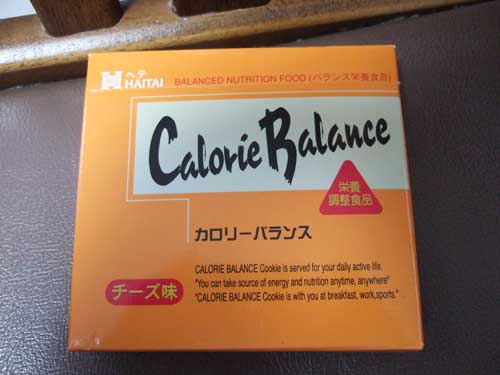 ヘテ
HAITAI
BALANCED NUTRITION FOOD (バランス栄養食品)
Calorie Balance
栄養
調整食品
カロリーバランス
CALORIE BALANCE Cookie is served for your daily active life.
"You can take source of energy and nutrition anytime, anywhere"
"CALORIE BALANCE Cookie is with you at breakfast, work,sports."
チーズ味